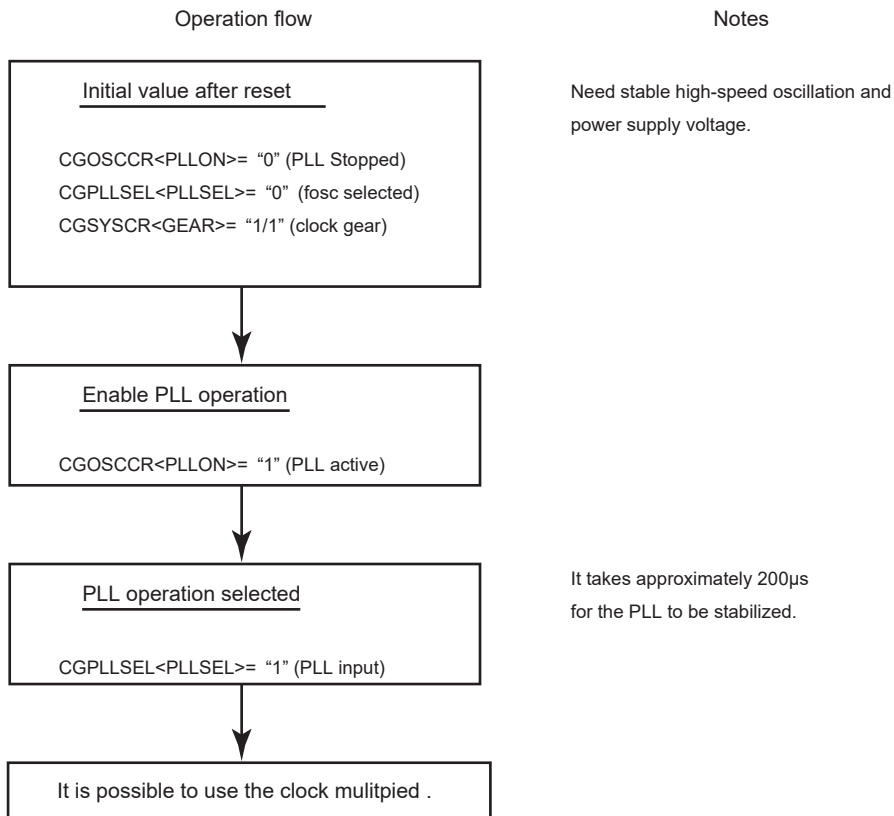 Operation flow
Notes
Initial value after reset
Need stable high-speed oscillation and
power supply voltage.
CGOSCCR<PLLON>= “0” (PLL Stopped)
CGPLLSEL<PLLSEL>= “0” (fosc selected)
CGSYSCR<GEAR>= “1/1” (clock gear)
Enable PLL operation
CGOSCCR<PLLON>= “1” (PLL active)
PLL operation selected
It takes approximately 200µs
for the PLL to be stabilized.
CGPLLSEL<PLLSEL>= “1” (PLL input)
It is possible to use the clock mulitpied .